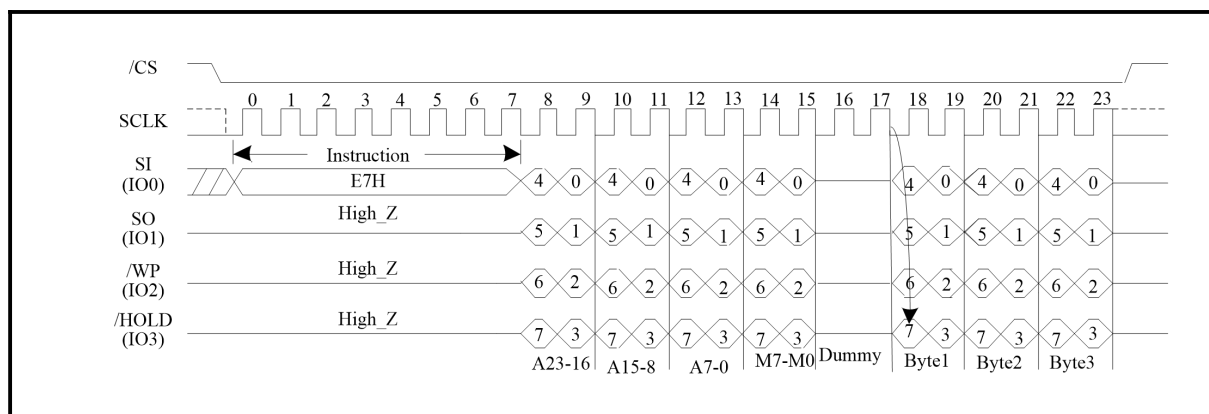 /CS
0 1 2 3 4 5 6 7 8 9 10 11 12 13 14 15 16 17 18 19 20 21 22 23
SCLK
Instruction
SI
(IO0)
E7H
4 0 4 0 4 0 4 0 4 0 4 0 4 0
High_Z
SO
(IO1)
5 1 5 1 5 1 5 1 5 1 5 1 5 1
High_Z
/WP
(IO2)
6 2 6 2 6 2 6 2 6 2 6 2 6 2
High_Z
/HOLD
(IO3)
7 3 7 3 7 3 7 3 7 3 7 3 7 3
A23-16 A15-8 A7-0 M7-M0 Dummy Byte1 Byte2 Byte3